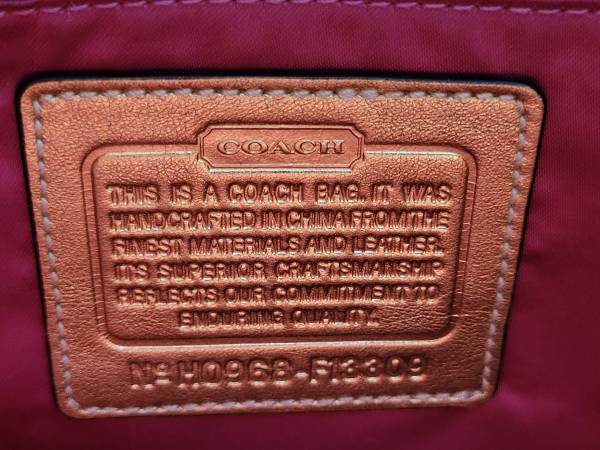 COACH
THIS IS A COACH BAG. IT WAS
HANDCRAFTED IN CHINA FROM THE
FINEST MATERIALS AND LEATHER.
ITS SUPERIOR CRAFTSMANSHIP
REFLECTS OUR COMMITMENT TO
ENDURING QUALITY.
Nº H0968-F13309